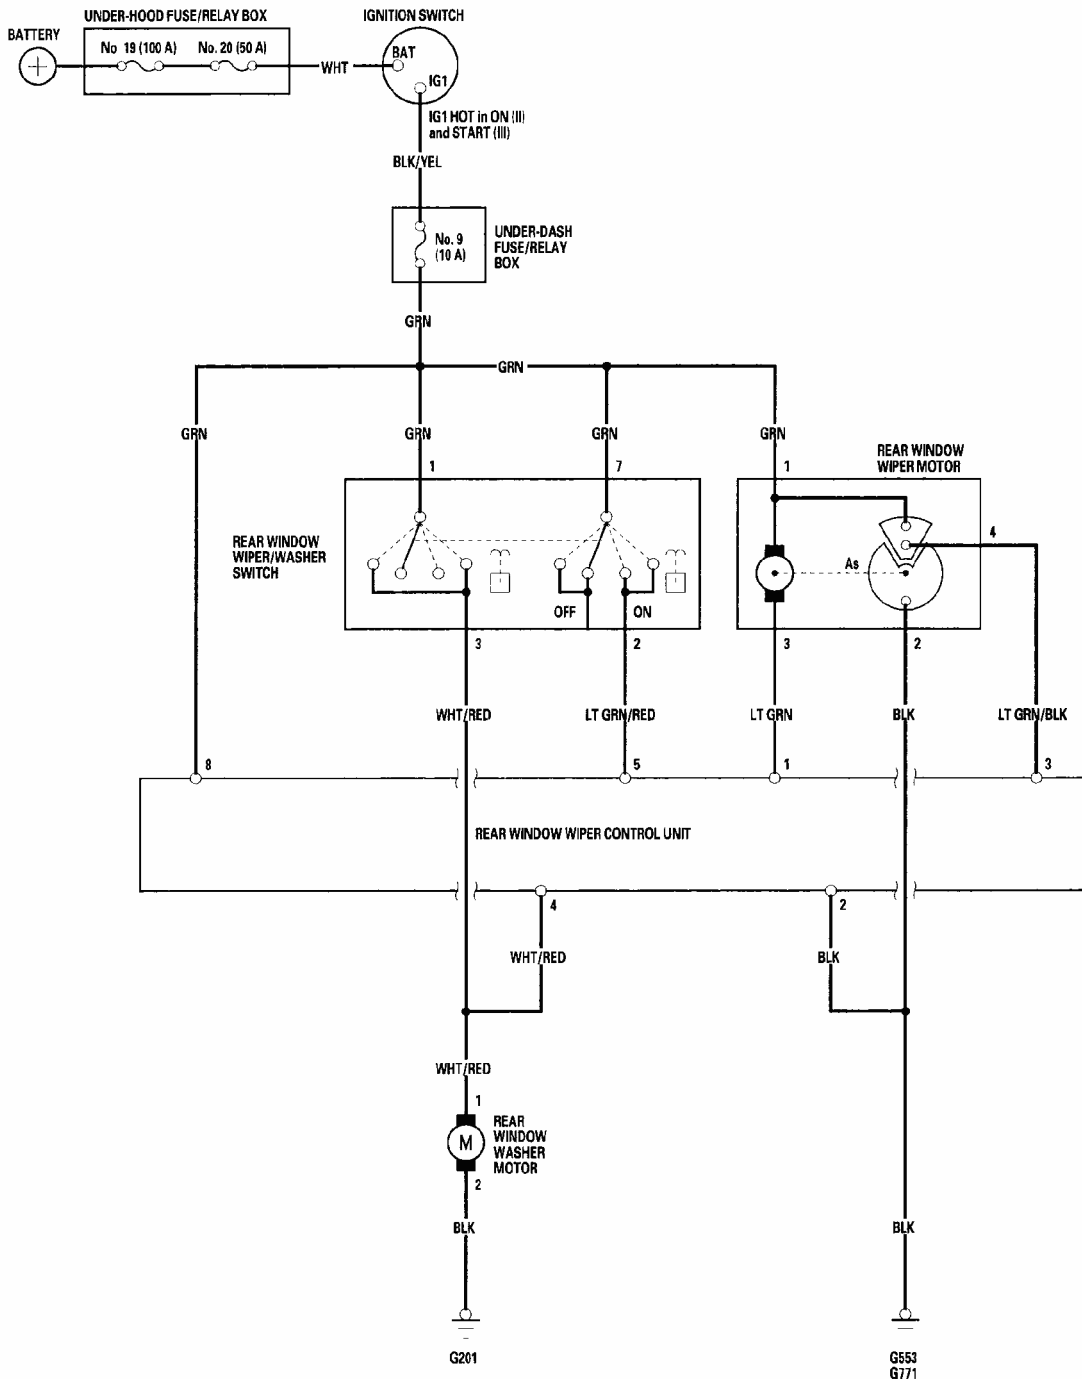 UNDER-HOOD FUSE/RELAY BOX
IGNITION SWITCH
BATTERY
No 19 (100 A)
No. 20 (50 A)
BAT
WHT
IG1
IG1 HOT in ON (II)
and START (III)
BLK/YEL
No. 9
(10 A)
UNDER-DASH
FUSE/RELAY
BOX
GRN
GRN
GRN
GRN
GRN
GRN
REAR WINDOW
WIPER MOTOR
1
7
1
4
REAR WINDOW
WIPER/WASHER
SWITCH
As
OFF
ON
3
2
3
2
WHT/RED
LT GRN/RED
LT GRN
BLK
LT GRN/BLK
8
5
1
3
REAR WINDOW WIPER CONTROL UNIT
4
2
WHT/RED
BLK
WHT/RED
1
M
REAR
WINDOW
WASHER
MOTOR
2
BLK
BLK
G201
G553
G771